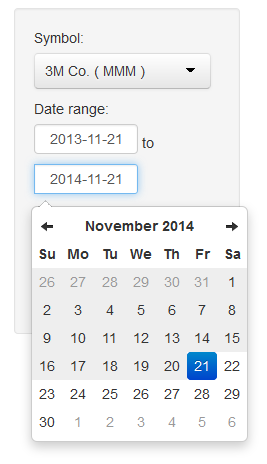 Symbol:
3M Co. ( MMM )
Date range:
2013-11-21 to
2014-11-21
November 2014
Su Mo Tu We Th Fr Sa
26 27 28 29 30 31 1
2 3 4 5 6 7 8
9 10 11 12 13 14 15
16 17 18 19 20 21 22
23 24 25 26 27 28 29
30 1 2 3 4 5 6